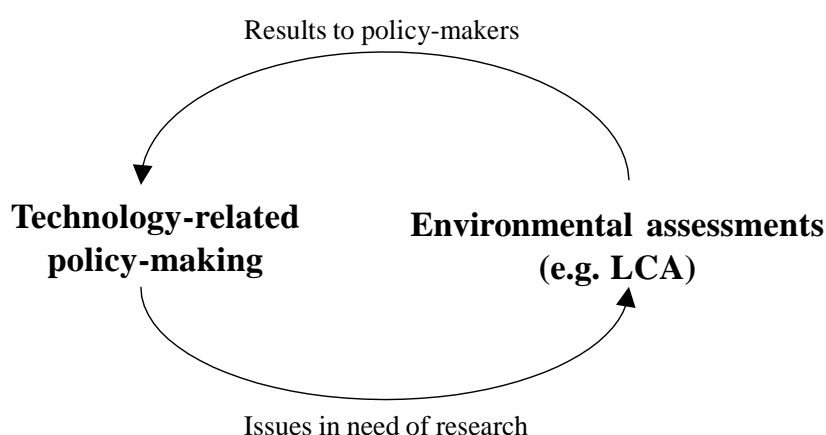 Results to policy-makers
Technology-related
policy-making
Environmental assessments
(e.g. LCA)
Issues in need of research